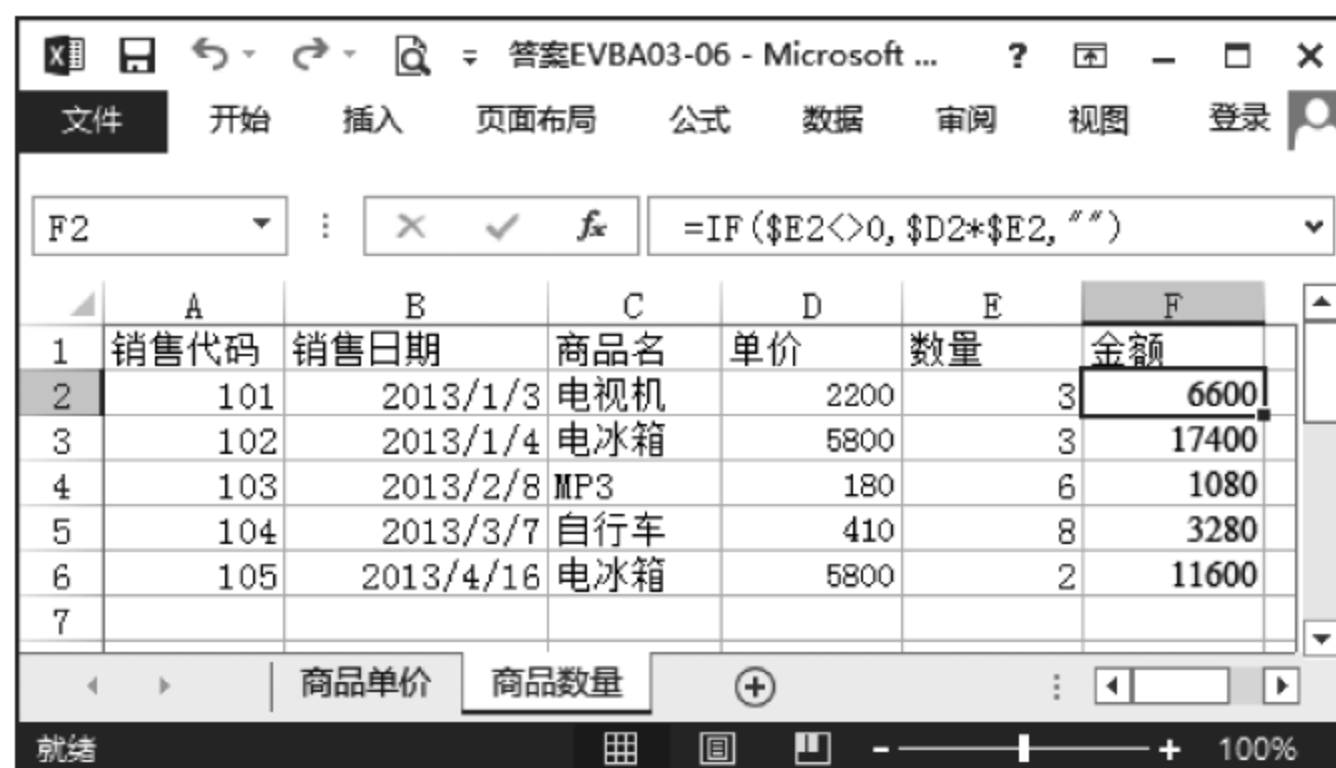 答案EVBA03-06 - Microsoft ... ?
文件 开始 插入 页面布局 公式 数据 审阅 视图 登录
F2 fx =IF($E2<>0,$D2*$E2,"")
A B C D E F
1 销售代码 销售日期 商品名 单价 数量 金额
2 101 2013/1/3 电视机 2200 3 6600
3 102 2013/1/4 电冰箱 5800 3 17400
4 103 2013/2/8 MP3 180 6 1080
5 104 2013/3/7 自行车 410 8 3280
6 105 2013/4/16 电冰箱 5800 2 11600
7
商品单价 商品数量
就绪 100%